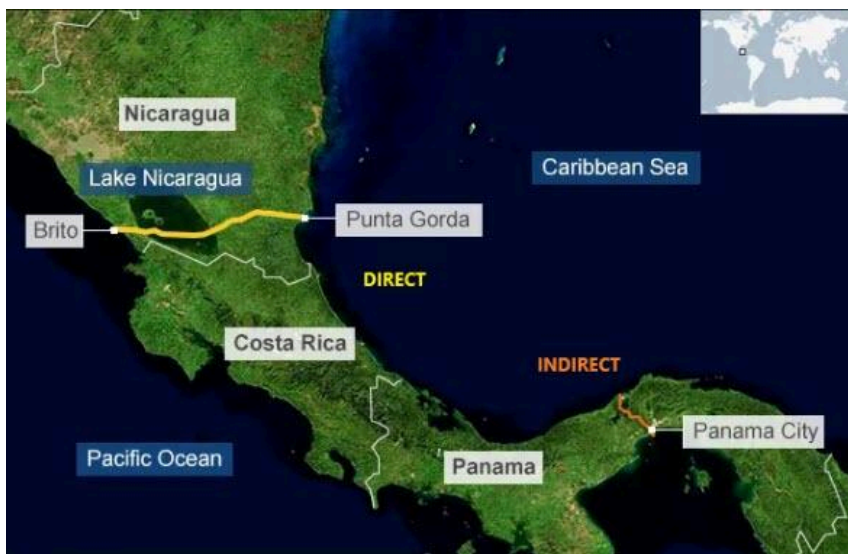 Nicaragua
Caribbean Sea
Lake Nicaragua
Brito
Punta Gorda
DIRECT
Costa Rica
INDIRECT
Panama City
Pacific Ocean
Panama